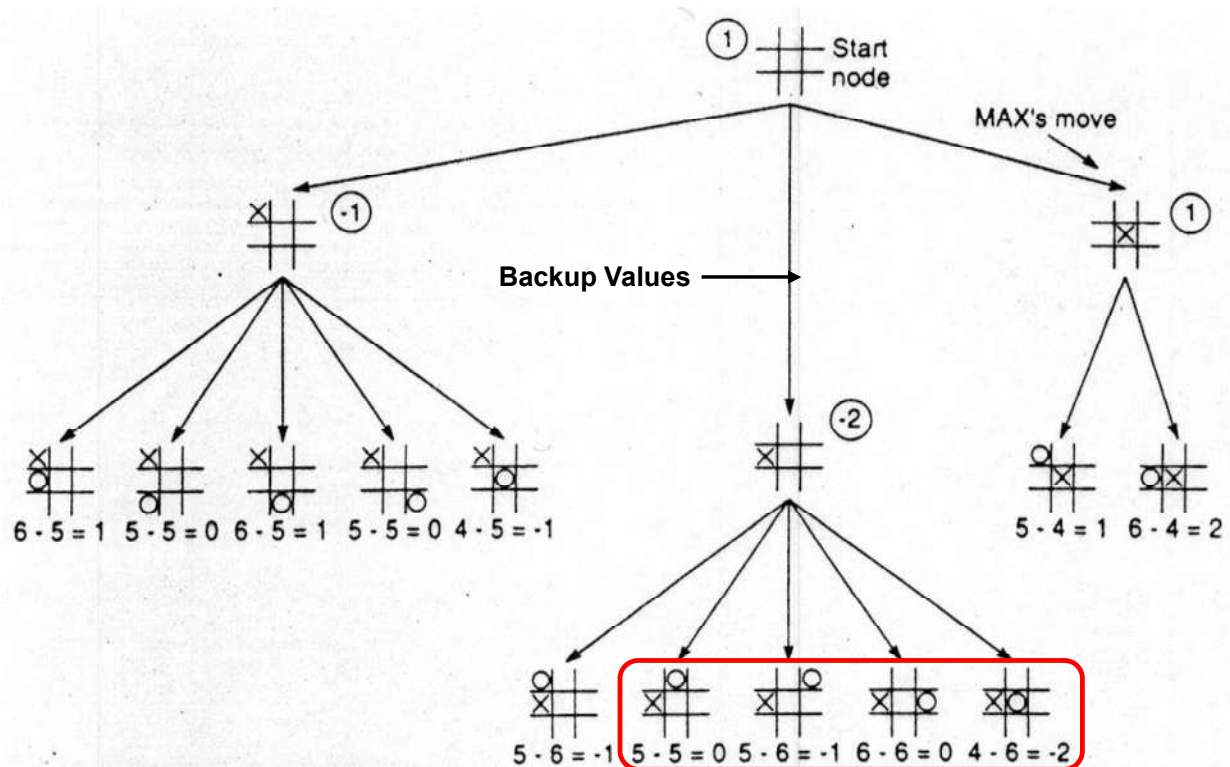 1
Start
node
MAX's move
-1
1
Backup Values
-2
6 - 5 = 1 5 - 5 = 0 6 - 5 = 1 5 - 5 = 0 4 - 5 = -1
5 - 4 = 1 6 - 4 = 2
5 - 6 = -1 5 - 5 = 0 5 - 6 = -1 6 - 6 = 0 4 - 6 = -2